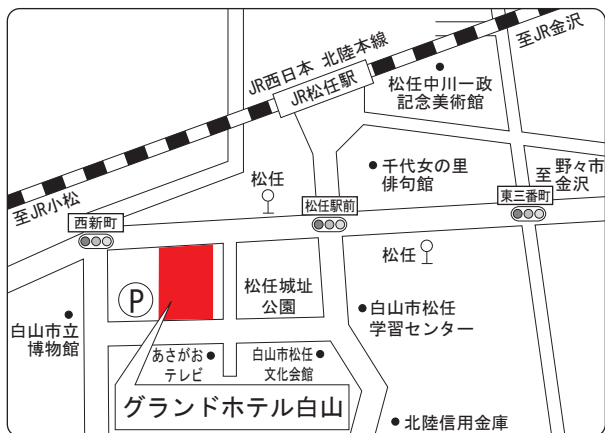 至JR金沢
JR西日本 北陸本線
JR松任駅
松任中川一政
記念美術館
千代女の里
俳句館
至 野々市
金沢
松任
東三番町
松任駅前
至JR小松
西新町
松任
P
松任城址
公園
白山市松任
学習センター
白山市立
博物館
あさがお
テレビ
白山市松任
文化会館
グランドホテル白山
北陸信用金庫